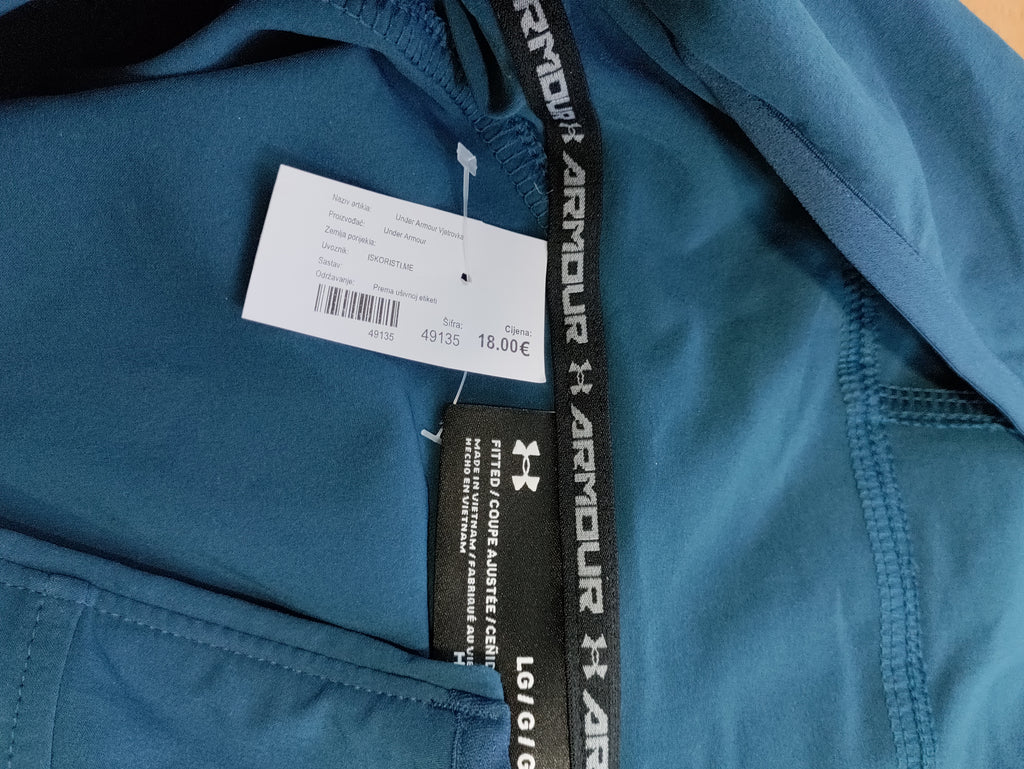 ARMOUR
ARMOUR
ARMOUR
Naziv artikla: Under Armour Vjetrovka
Proizvođač: Under Armour
Zemlja porijekla:
Uvoznik: ISKORISTI.ME
Sastav:
Održavanje: Prema ušivnoj etiketi
49135
Šifra:
49135
Cijena:
18.00€
LG / G / G
FITTED / COUPE AJUSTÉE / CEÑID
MADE IN VIETNAM / FABRIQUÉ AU VIE
HECHO EN VIETNAM